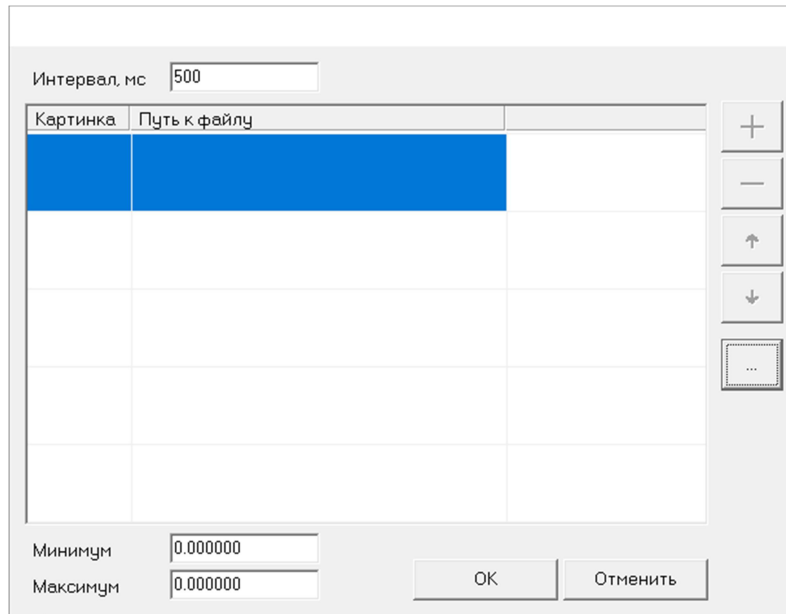 Интервал, мс 500
Картинка Путь к файлу
+
—
...
Минимум 0.000000
Максимум 0.000000
OK Отменить